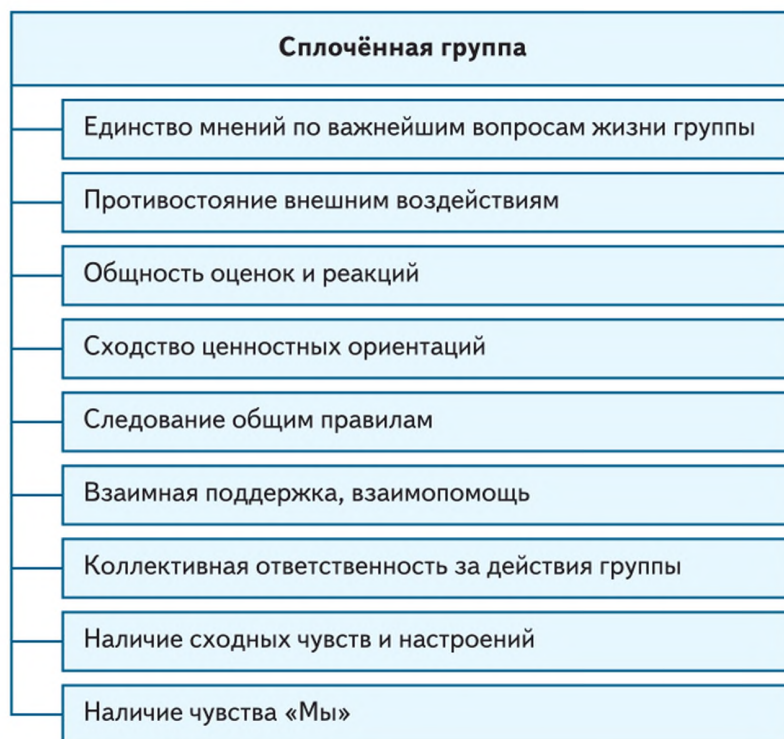 Сплочённая группа
Единство мнений по важнейшим вопросам жизни группы
Противостояние внешним воздействиям
Общность оценок и реакций
Сходство ценностных ориентаций
Следование общим правилам
Взаимная поддержка, взаимопомощь
Коллективная ответственность за действия группы
Наличие сходных чувств и настроений
Наличие чувства «Мы»